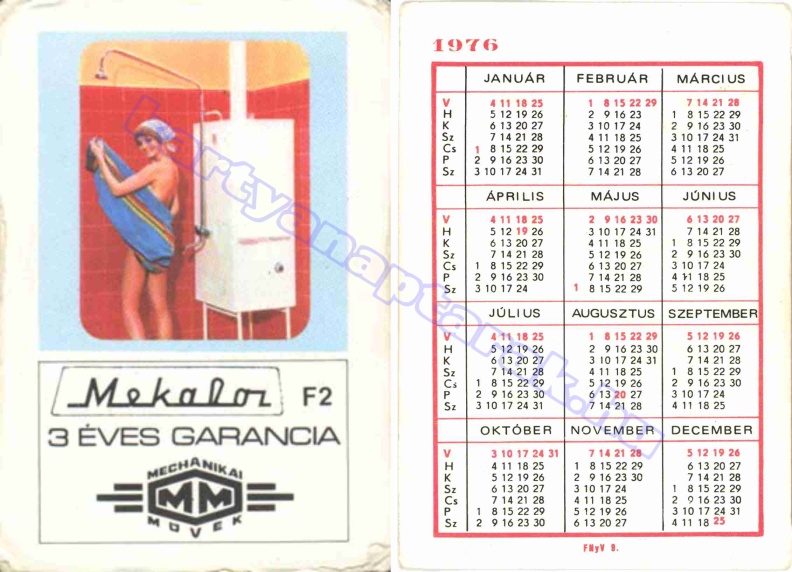 Mekalor F2
3 ÉVES GARANCIA
MECHANIKAI
MM
MŰVEK
kartyanaptarok.hu
1976
JANUÁR FEBRUÁR MÁRCIUS
V 4 11 18 25 1 8 15 22 29 7 14 21 28
H 5 12 19 26 2 9 16 23 1 8 15 22 29
K 6 13 20 27 3 10 17 24 2 9 16 23 30
Sz 7 14 21 28 4 11 18 25 3 10 17 24 31
Cs 1 8 15 22 29 5 12 19 26 4 11 18 25
P 2 9 16 23 30 6 13 20 27 5 12 19 26
Sz 3 10 17 24 31 7 14 21 28 6 13 20 27
ÁPRILIS MÁJUS JÚNIUS
V 4 11 18 25 2 9 16 23 30 6 13 20 27
H 5 12 19 26 3 10 17 24 31 7 14 21 28
K 6 13 20 27 4 11 18 25 1 8 15 22 29
Sz 7 14 21 28 5 12 19 26 2 9 16 23 30
Cs 1 8 15 22 29 6 13 20 27 3 10 17 24
P 2 9 16 23 30 7 14 21 28 4 11 18 25
Sz 3 10 17 24 1 8 15 22 29 5 12 19 26
JÚLIUS AUGUSZTUS SZEPTEMBER
V 4 11 18 25 1 8 15 22 29 5 12 19 26
H 5 12 19 26 2 9 16 23 30 6 13 20 27
K 6 13 20 27 3 10 17 24 31 7 14 21 28
Sz 7 14 21 28 4 11 18 25 1 8 15 22 29
Cs 1 8 15 22 29 5 12 19 26 2 9 16 23 30
P 2 9 16 23 30 6 13 20 27 3 10 17 24
Sz 3 10 17 24 31 7 14 21 28 4 11 18 25
OKTÓBER NOVEMBER DECEMBER
V 3 10 17 24 31 7 14 21 28 5 12 19 26
H 4 11 18 25 1 8 15 22 29 6 13 20 27
K 5 12 19 26 2 9 16 23 30 7 14 21 28
Sz 6 13 20 27 3 10 17 24 1 8 15 22 29
Cs 7 14 21 28 4 11 18 25 2 9 16 23 30
P 1 8 15 22 29 5 12 19 26 3 10 17 24 31
Sz 2 9 16 23 30 6 13 20 27 4 11 18 25
FNyV 9.